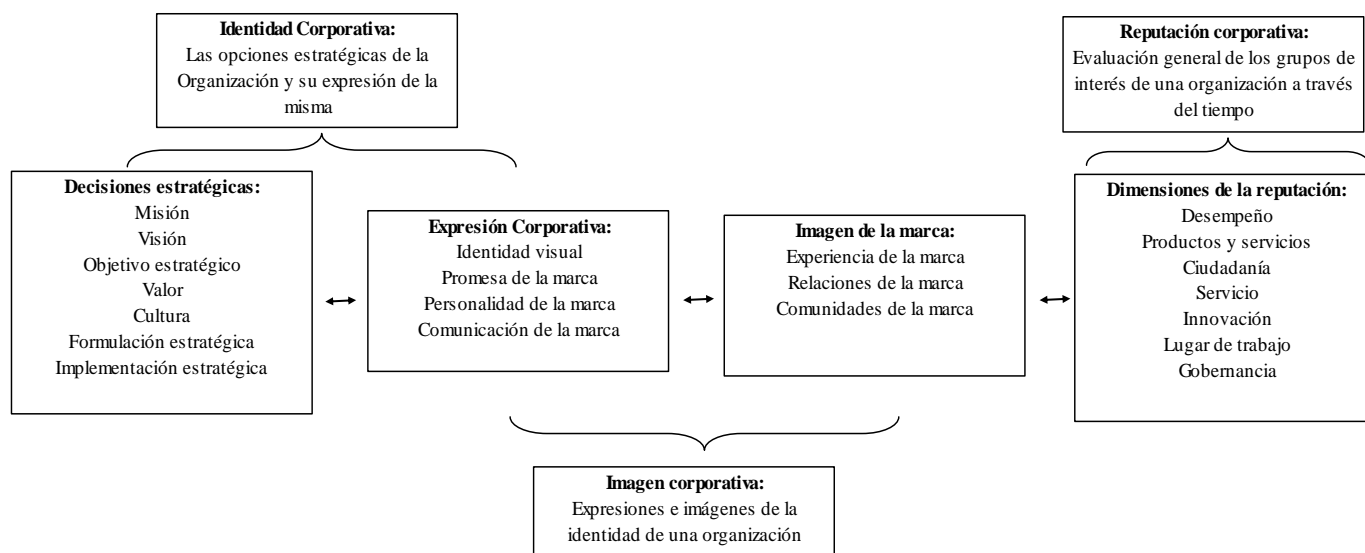 Identidad Corporativa:
Las opciones estratégicas de la
Organización y su expresión de la
misma
Reputación corporativa:
Evaluación general de los grupos de
interés de una organización a través
del tiempo
Decisiones estratégicas:
Misión
Visión
Objetivo estratégico
Valor
Cultura
Formulación estratégica
Implementación estratégica
Expresión Corporativa:
Identidad visual
Promesa de la marca
Personalidad de la marca
Comunicación de la marca
Imagen de la marca:
Experiencia de la marca
Relaciones de la marca
Comunidades de la marca
Dimensiones de la reputación:
Desempeño
Productos y servicios
Ciudadanía
Servicio
Innovación
Lugar de trabajo
Gobernancia
Imagen corporativa:
Expresiones e imágenes de la
identidad de una organización